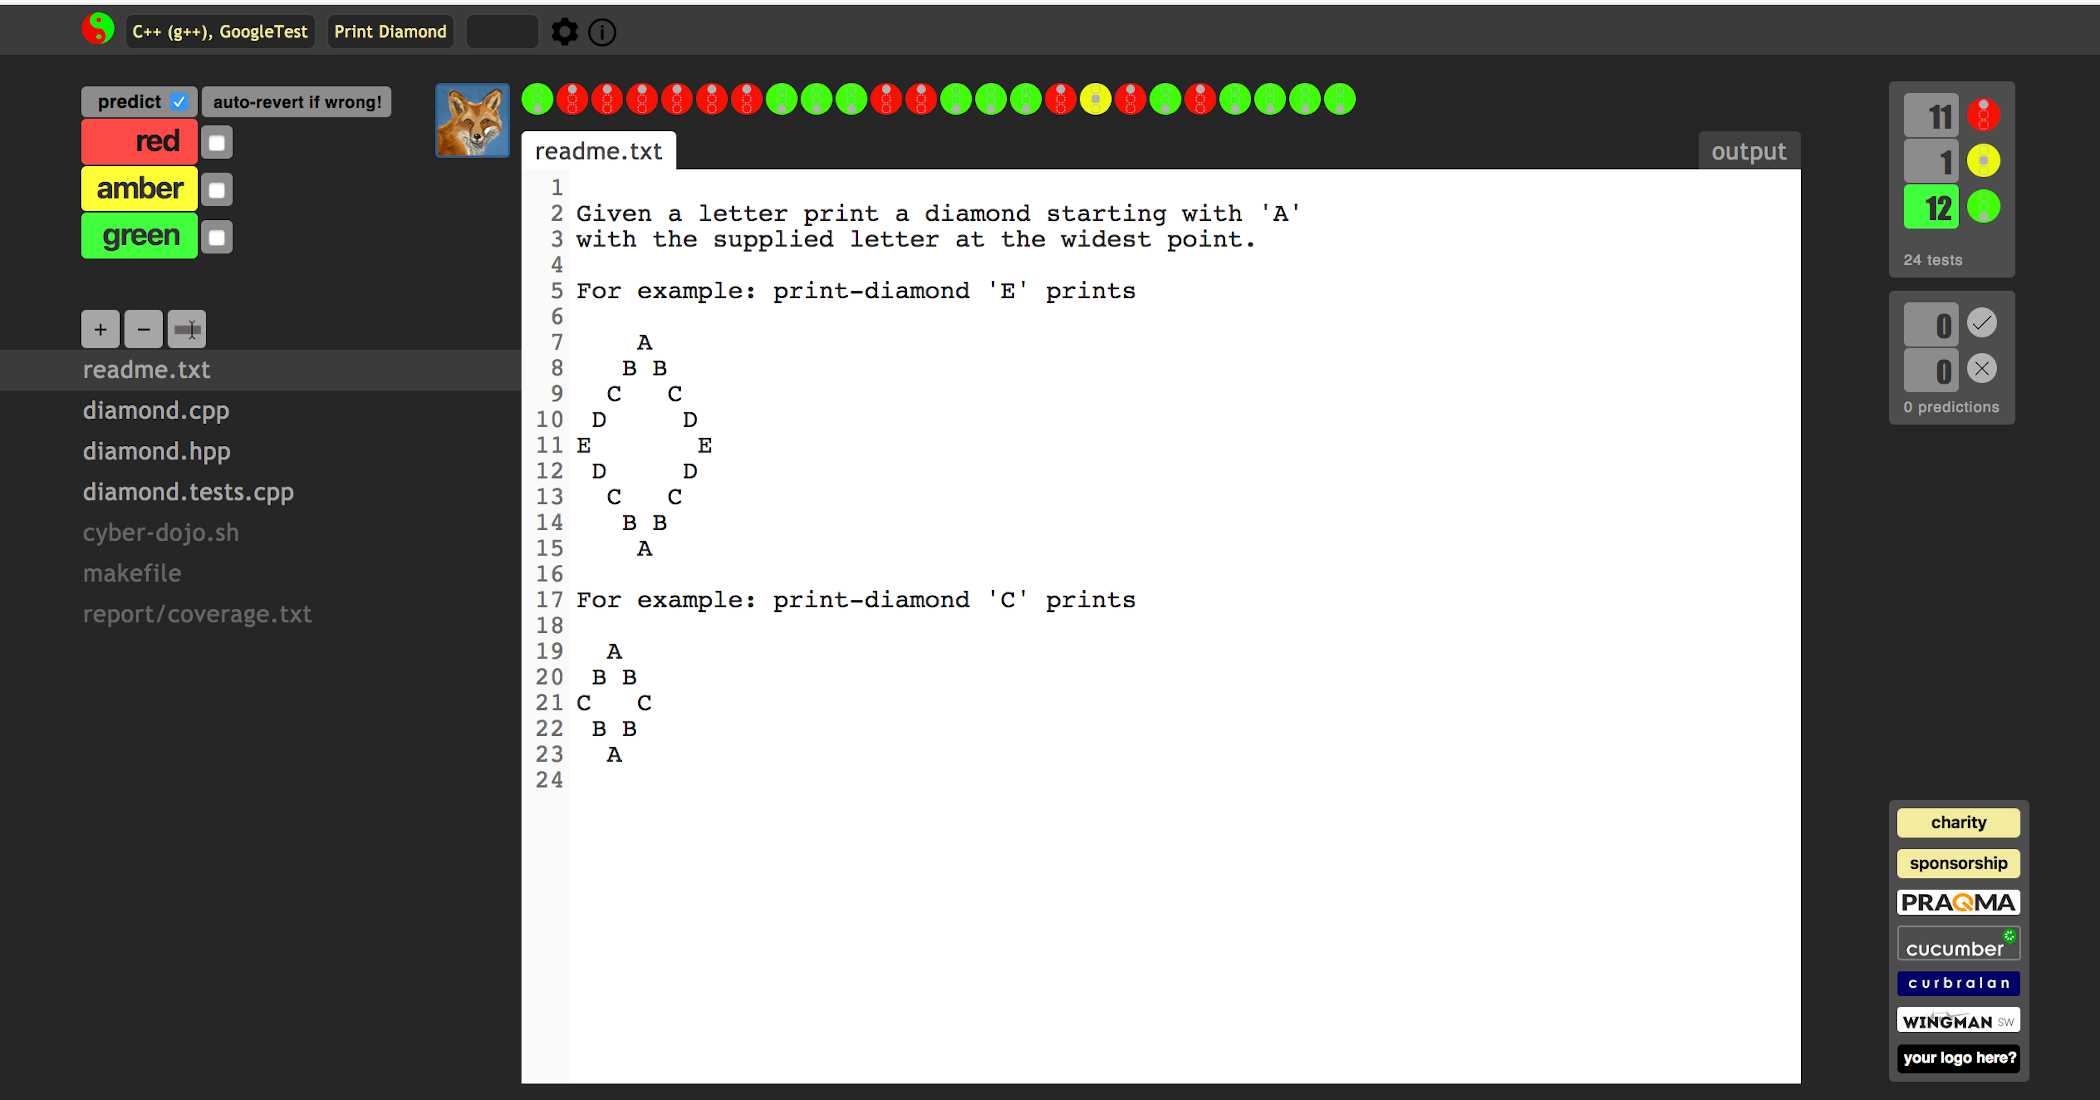 C++ (g++), GoogleTest
Print Diamond
i
predict
auto-revert if wrong!
red
amber
green
+
−
readme.txt
diamond.cpp
diamond.hpp
diamond.tests.cpp
cyber-dojo.sh
makefile
report/coverage.txt
readme.txt
output
1
2 Given a letter print a diamond starting with 'A'
3 with the supplied letter at the widest point.
4
5 For example: print-diamond 'E' prints
6
7     A
8    B B
9   C   C
10  D     D
11 E       E
12  D     D
13   C   C
14    B B
15     A
16
17 For example: print-diamond 'C' prints
18
19   A
20  B B
21 C   C
22  B B
23   A
24
11
1
12
24 tests
0
0
0 predictions
charity
sponsorship
PRAQMA
cucumber
curbralan
WINGMAN SW
your logo here?